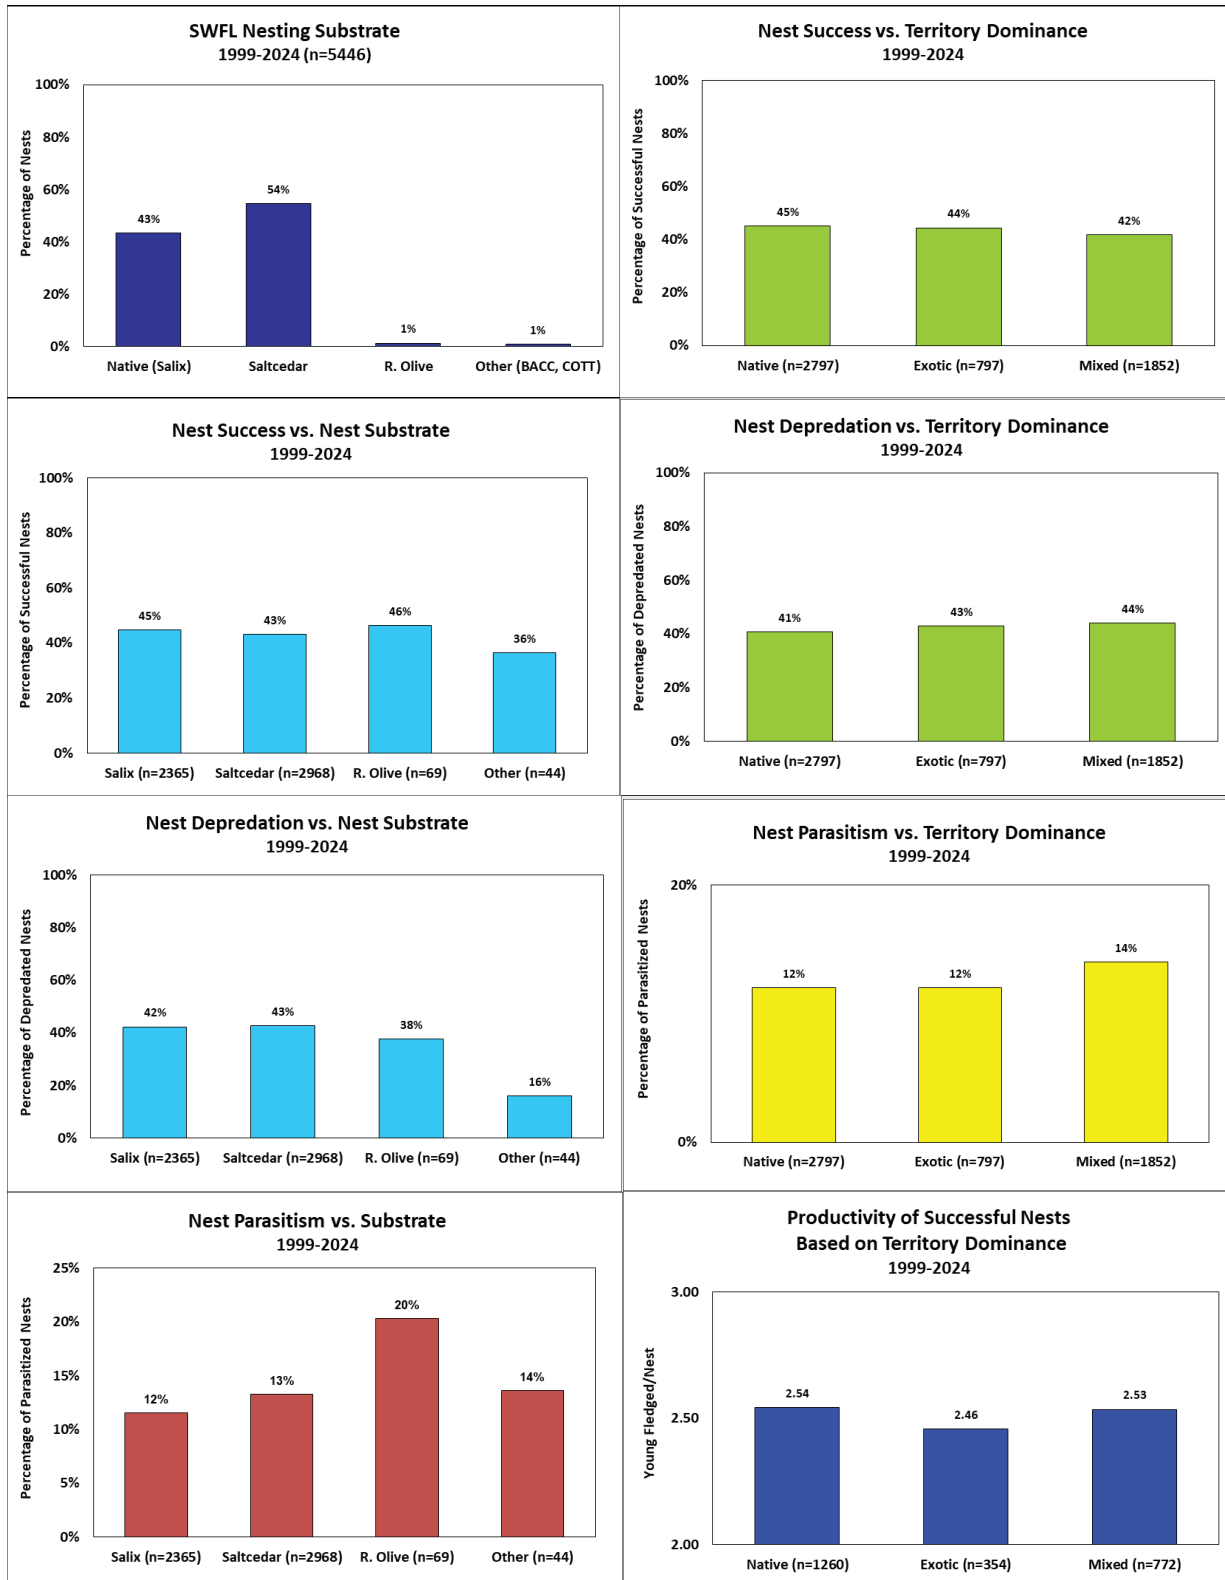 SWFL Nesting Substrate
1999-2024 (n=5446)
Percentage of Nests
100%
80%
60%
40%
20%
0%
43%
54%
1%
1%
Native (Salix)
Saltcedar
R. Olive
Other (BACC, COTT)
Nest Success vs. Territory Dominance
1999-2024
Percentage of Successful Nests
100%
80%
60%
40%
20%
0%
45%
44%
42%
Native (n=2797)
Exotic (n=797)
Mixed (n=1852)
Nest Success vs. Nest Substrate
1999-2024
Percentage of Successful Nests
100%
80%
60%
40%
20%
0%
45%
43%
46%
36%
Salix (n=2365)
Saltcedar (n=2968)
R. Olive (n=69)
Other (n=44)
Nest Depredation vs. Territory Dominance
1999-2024
Percentage of Depredated Nests
100%
80%
60%
40%
20%
0%
41%
43%
44%
Native (n=2797)
Exotic (n=797)
Mixed (n=1852)
Nest Depredation vs. Nest Substrate
1999-2024
Percentage of Depredated Nests
100%
80%
60%
40%
20%
0%
42%
43%
38%
16%
Salix (n=2365)
Saltcedar (n=2968)
R. Olive (n=69)
Other (n=44)
Nest Parasitism vs. Territory Dominance
1999-2024
Percentage of Parasitized Nests
20%
0%
12%
12%
14%
Native (n=2797)
Exotic (n=797)
Mixed (n=1852)
Nest Parasitism vs. Substrate
1999-2024
Percentage of Parasitized Nests
25%
20%
15%
10%
5%
0%
12%
13%
20%
14%
Salix (n=2365)
Saltcedar (n=2968)
R. Olive (n=69)
Other (n=44)
Productivity of Successful Nests
Based on Territory Dominance
1999-2024
Young Fledged/Nest
3.00
2.50
2.00
2.54
2.46
2.53
Native (n=1260)
Exotic (n=354)
Mixed (n=772)